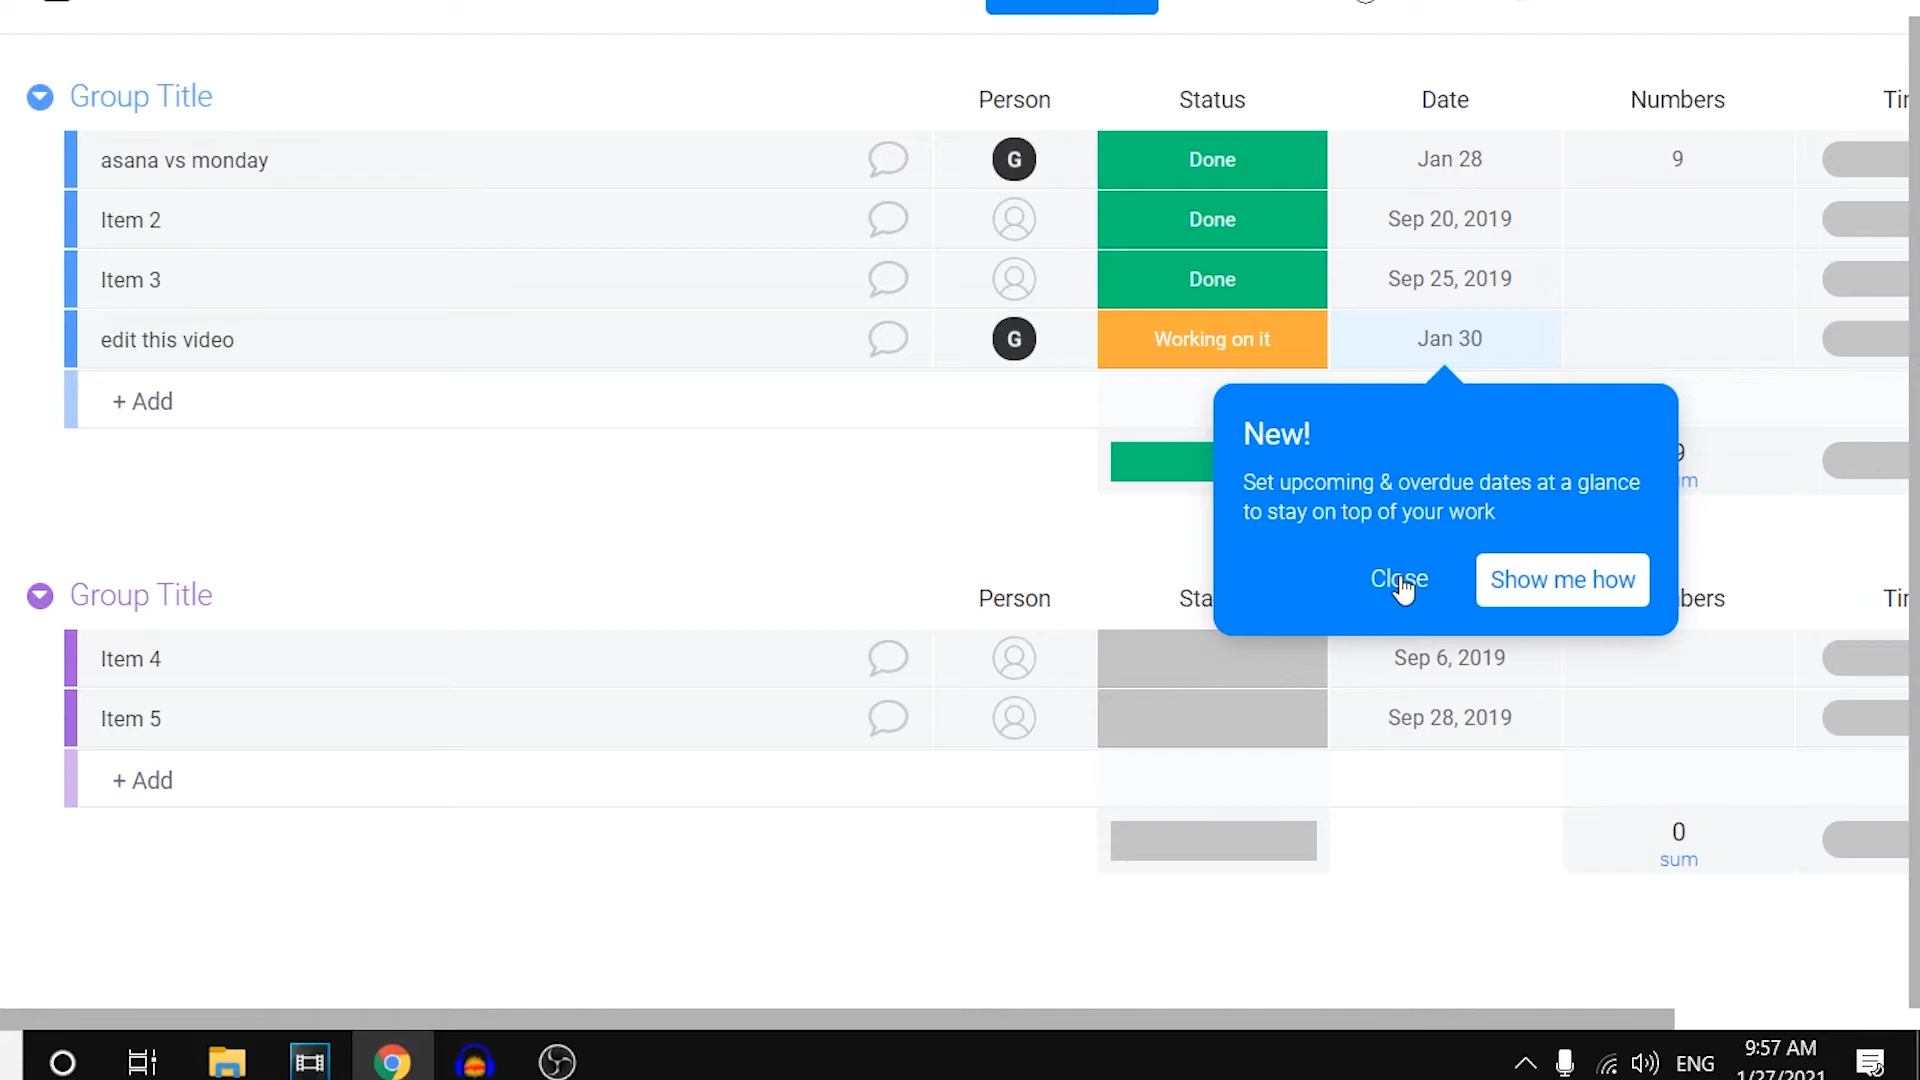 Group Title Person Status Date Numbers
asana vs monday G Done Jan 28 9
Item 2 Done Sep 20, 2019
Item 3 Done Sep 25, 2019
edit this video G Working on it Jan 30
+ Add
New!
Set upcoming & overdue dates at a glance
to stay on top of your work
Close Show me how
Group Title Person
Item 4 Sep 6, 2019
Item 5 Sep 28, 2019
+ Add
0
sum
ENG 9:57 AM
1/27/2021